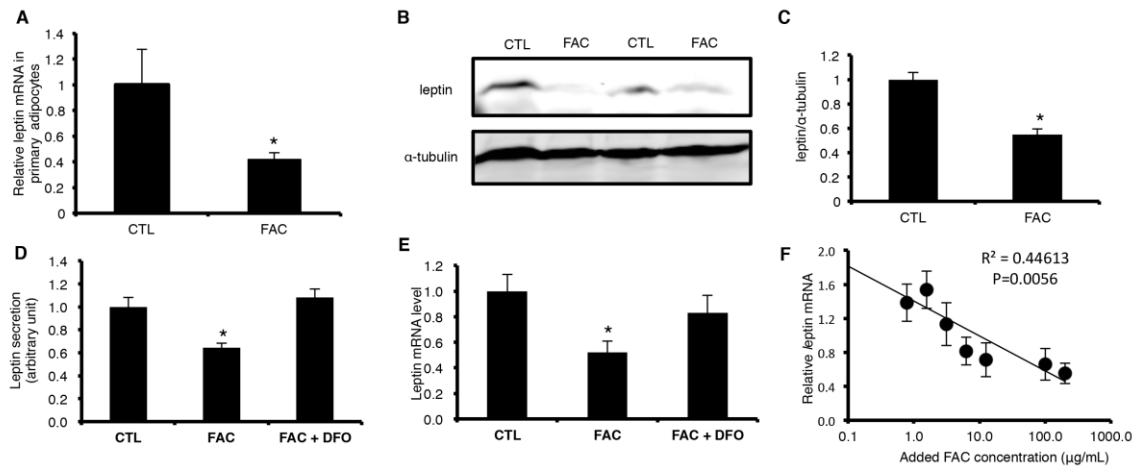 A
Relative leptin mRNA in
primary adipocytes
1.4
1.2
1
0.8
0.6
0.4
0.2
0
*
CTL
FAC
B
CTL
FAC
CTL
FAC
leptin
α-tubulin
C
leptin/α-tubulin
1.2
1
0.8
0.6
0.4
0.2
0
*
CTL
FAC
D
Leptin secretion
(arbitrary unit)
1.4
1.2
1.0
0.8
0.6
0.4
0.2
0.0
*
CTL
FAC
FAC + DFO
E
Leptin mRNA level
1.2
1.0
0.8
0.6
0.4
0.2
0.0
*
CTL
FAC
FAC + DFO
F
R² = 0.44613
P=0.0056
Relative leptin mRNA
2.0
1.6
1.2
0.8
0.4
0.1
1.0
10.0
100.0
1000.0
Added FAC concentration (μg/mL)